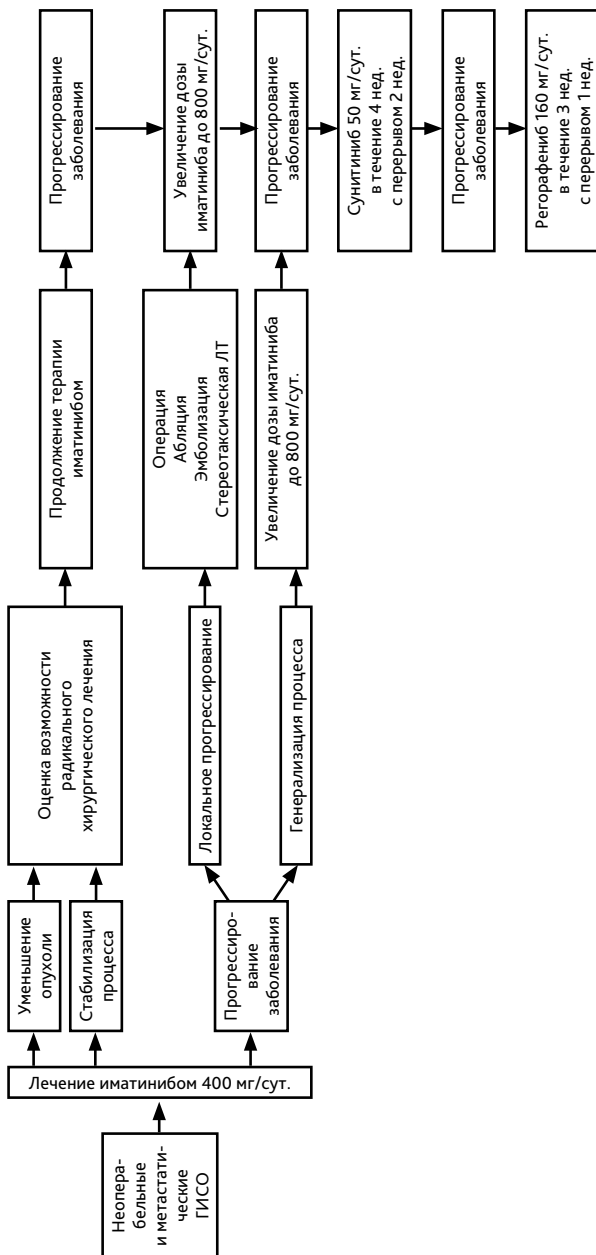 Неопера-
бельные
и метастати-
ческие
ГИСО
Лечение иматинибом 400 мг/сут.
Уменьшение
опухоли
Стабилизация
процесса
Прогрессиро-
вание
заболевания
Оценка возможности
радикального
хирургического лечения
Локальное прогрессирование
Генерализация процесса
Продолжение терапии
иматинибом
Операция
Абляция
Эмболизация
Стереотаксическая ЛТ
Увеличение дозы иматиниба
до 800 мг/сут.
Прогрессирование
заболевания
Увеличение дозы
иматиниба до 800 мг/сут.
Прогрессирование
заболевания
Сунитиниб 50 мг/сут.
в течение 4 нед.
с перерывом 2 нед.
Прогрессирование
заболевания
Регорафениб 160 мг/сут.
в течение 3 нед.
с перерывом 1 нед.